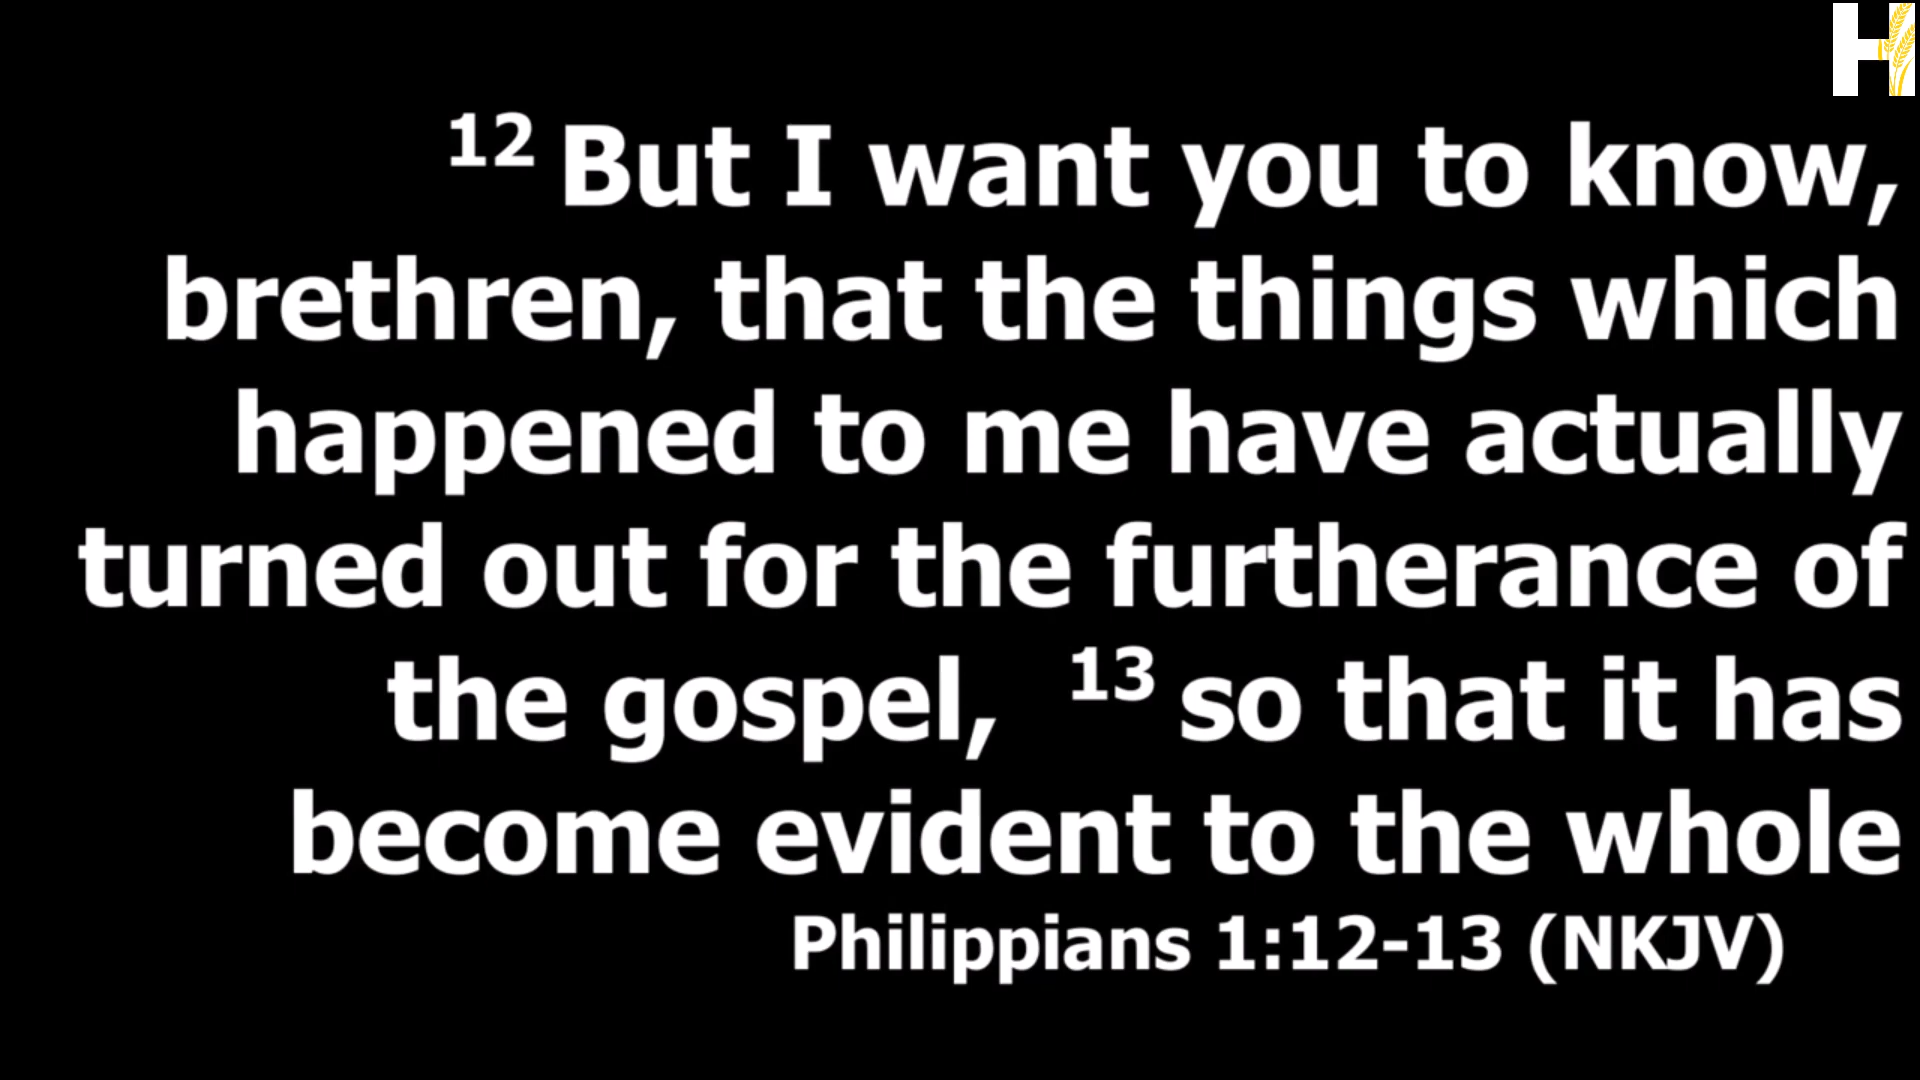 12 But I want you to know,
brethren, that the things which
happened to me have actually
turned out for the furtherance of
the gospel, 13 so that it has
become evident to the whole
Philippians 1:12-13 (NKJV)
H